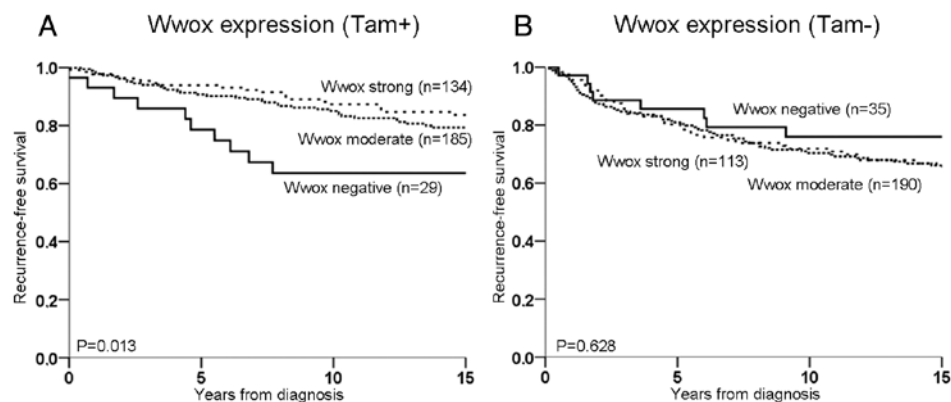 A Wwox expression (Tam+)
Recurrence-free survival
1.0
0.8
0.6
0.4
0.2
0.0
Wwox strong (n=134)
Wwox moderate (n=185)
Wwox negative (n=29)
P=0.013
0 5 10 15
Years from diagnosis
B Wwox expression (Tam-)
Recurrence-free survival
1.0
0.8
0.6
0.4
0.2
0.0
Wwox negative (n=35)
Wwox strong (n=113)
Wwox moderate (n=190)
P=0.628
0 5 10 15
Years from diagnosis